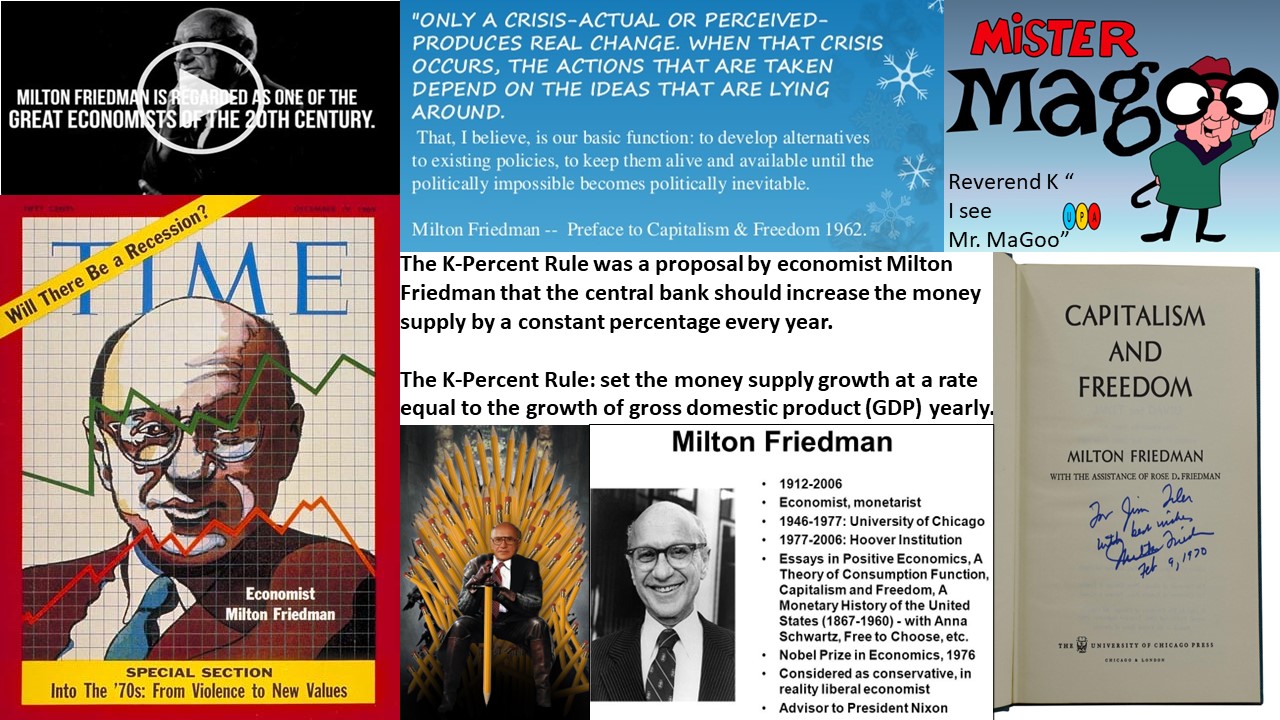 MILTON FRIEDMAN IS REGARDED AS ONE OF THE
GREAT ECONOMISTS OF THE 20TH CENTURY.
"ONLY A CRISIS-ACTUAL OR PERCEIVED-
PRODUCES REAL CHANGE. WHEN THAT CRISIS
OCCURS, THE ACTIONS THAT ARE TAKEN
DEPEND ON THE IDEAS THAT ARE LYING
AROUND.
That, I believe, is our basic function: to develop alternatives
to existing policies, to keep them alive and available until the
politically impossible becomes politically inevitable.
Milton Friedman -- Preface to Capitalism & Freedom 1962.
MiSTER
Magoo
Reverend K “
I see
Mr. MaGoo”
UPA
FIFTY CENTS
DECEMBER 19, 1969
Will There Be a Recession?
TIME
Economist
Milton Friedman
SPECIAL SECTION
Into The '70s: From Violence to New Values
The K-Percent Rule was a proposal by economist Milton
Friedman that the central bank should increase the money
supply by a constant percentage every year.
The K-Percent Rule: set the money supply growth at a rate
equal to the growth of gross domestic product (GDP) yearly.
Milton Friedman
• 1912-2006
• Economist, monetarist
• 1946-1977: University of Chicago
• 1977-2006: Hoover Institution
• Essays in Positive Economics, A
Theory of Consumption Function,
Capitalism and Freedom, A
Monetary History of the United
States (1867-1960) - with Anna
Schwartz, Free to Choose, etc.
• Nobel Prize in Economics, 1976
• Considered as conservative, in
reality liberal economist
• Advisor to President Nixon
CAPITALISM
AND
FREEDOM
MILTON FRIEDMAN
WITH THE ASSISTANCE OF ROSE D. FRIEDMAN
For Jim
with best wishes
Milton Friedman
Feb 9, 1970
THE UNIVERSITY OF CHICAGO PRESS
CHICAGO & LONDON